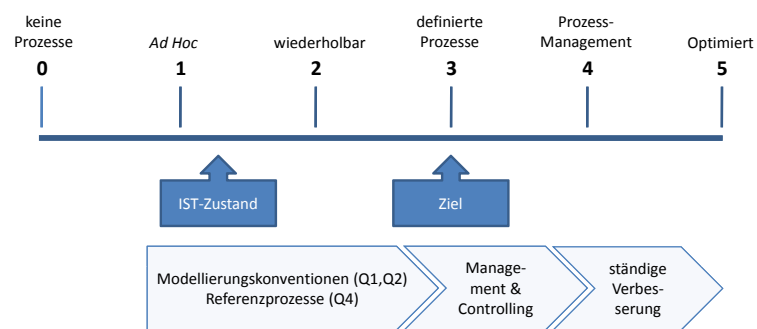 keine
Prozesse
0
Ad Hoc
1
wiederholbar
2
definierte
Prozesse
3
Prozess-
Management
4
Optimiert
5
IST-Zustand
Ziel
Modellierungskonventionen (Q1,Q2)
Referenzprozesse (Q4)
Manage-
ment &
Controlling
ständige
Verbes-
serung